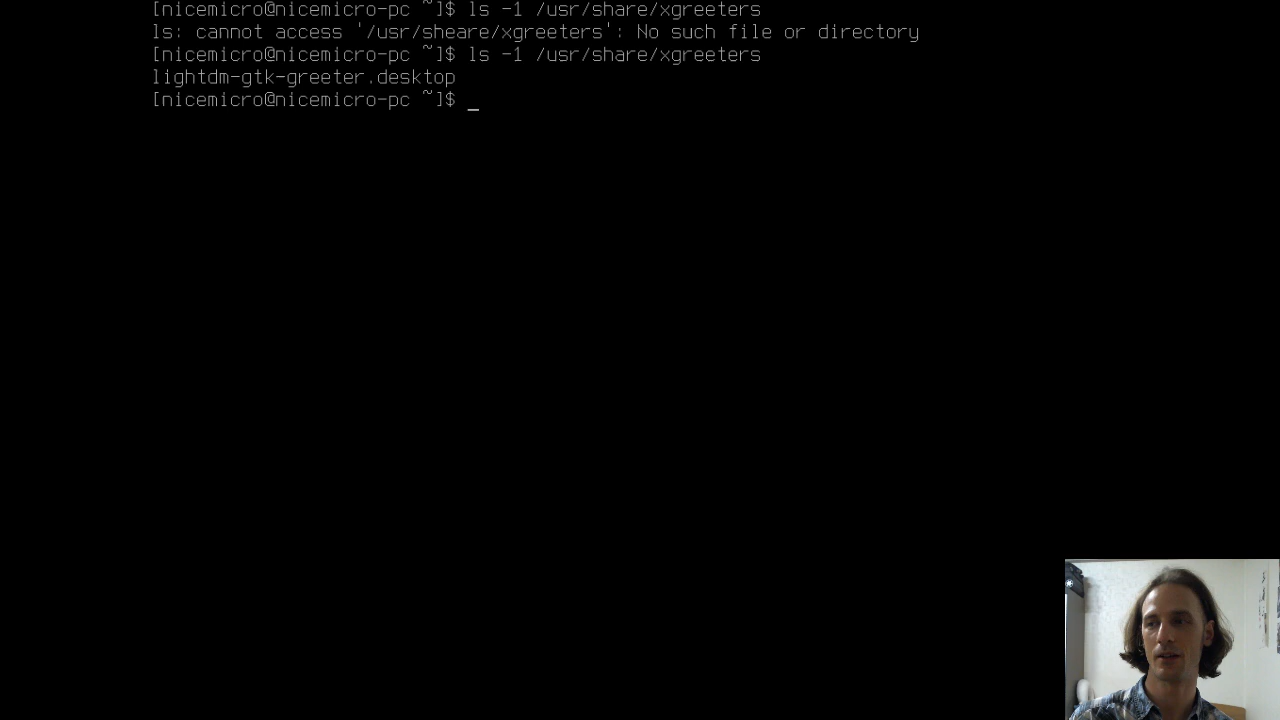 [nicemicro@nicemicro-pc ~]$ ls -1 /usr/share/xgreeters
ls: cannot access '/usr/sheare/xgreeters': No such file or directory
[nicemicro@nicemicro-pc ~]$ ls -1 /usr/share/xgreeters
lightdm-gtk-greeter.desktop
[nicemicro@nicemicro-pc ~]$ _